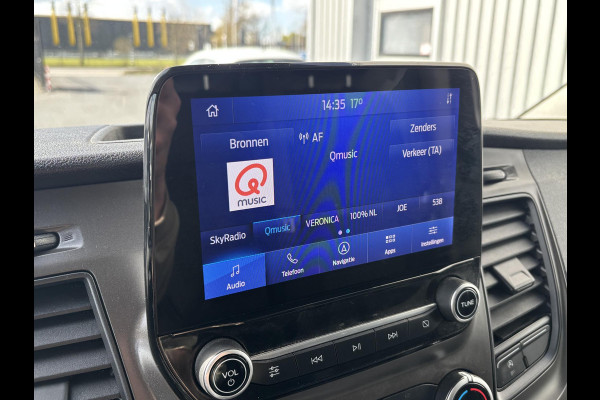 14:35 17°
Bronnen
AF
Zenders
Qmusic
Verkeer (TA)
Q
MUSIC
SkyRadio
Qmusic
VERONICA
100% NL
JOE
538
Audio
Telefoon
Navigatie
Apps
Instellingen
VOL
TUNE